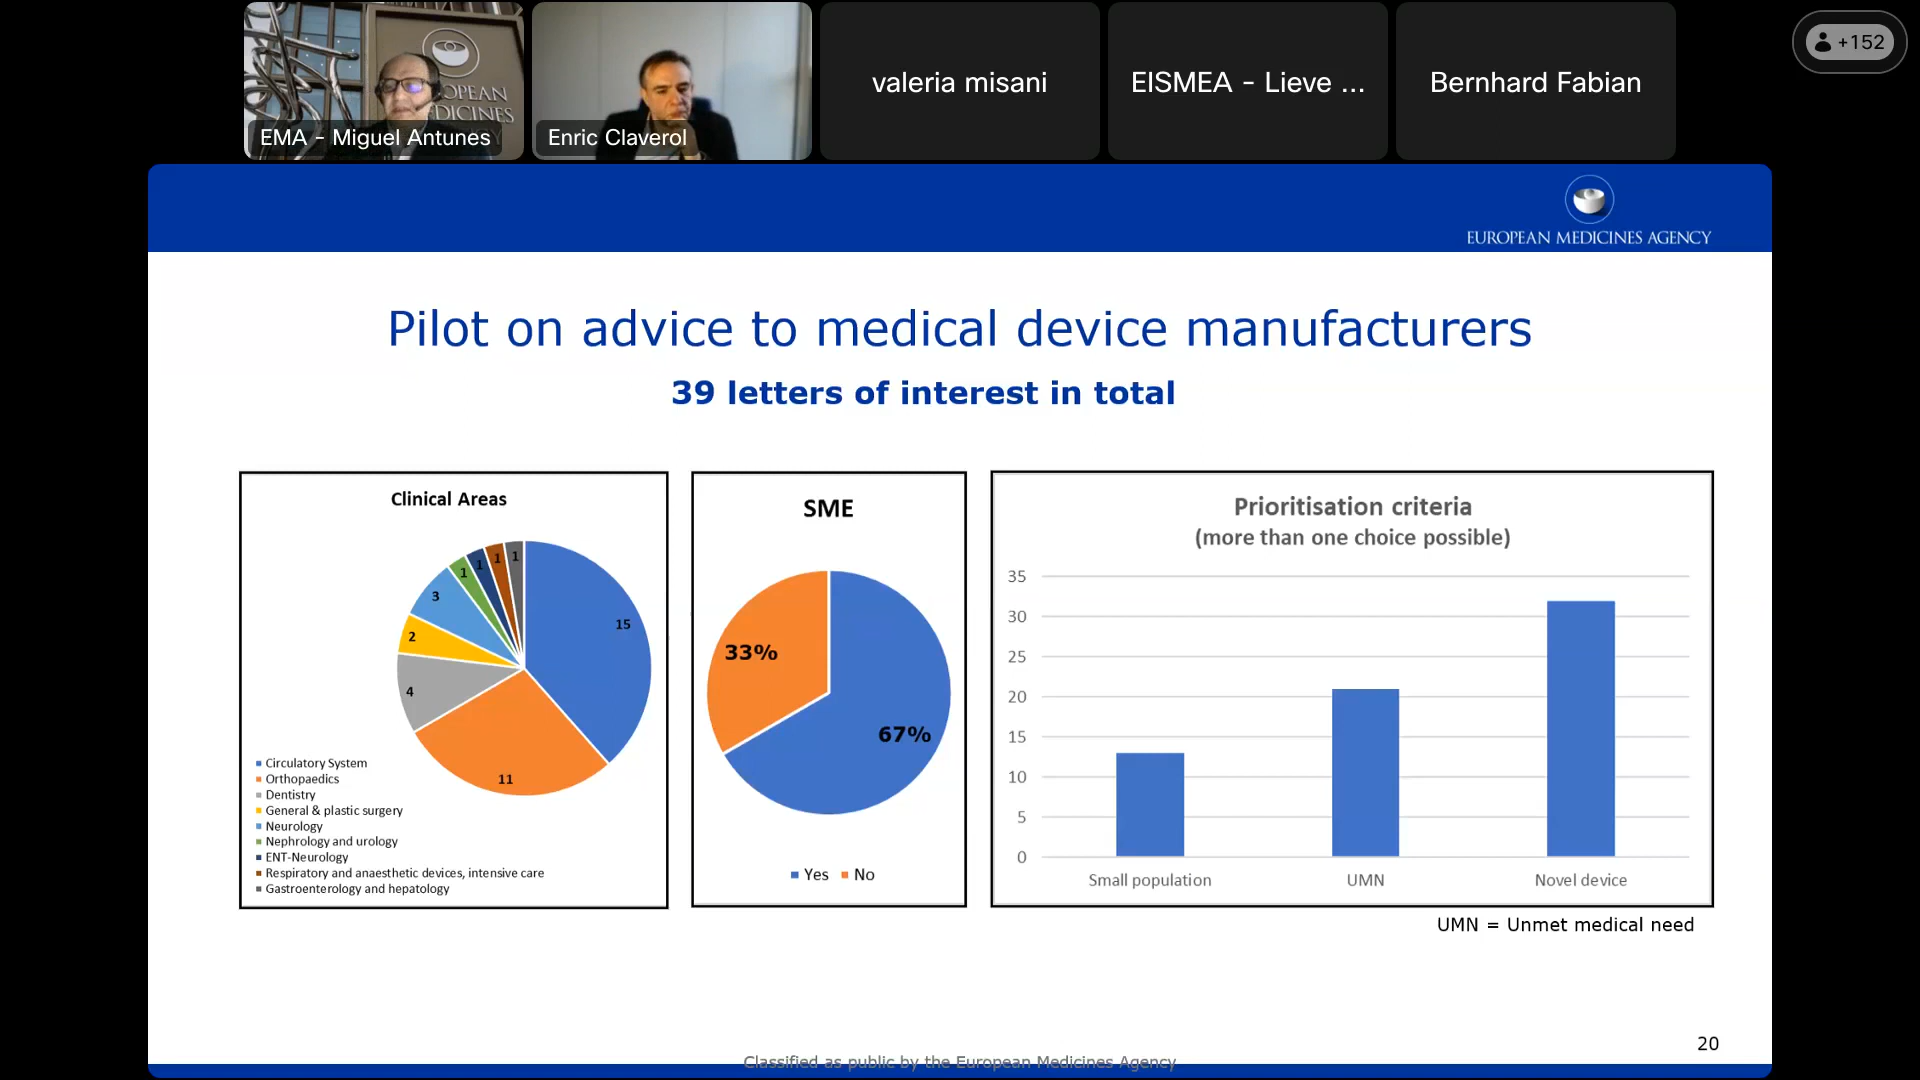 OPEAN
DICINES
EMA - Miguel Antunes
Enric Claverol
valeria misani
EISMEA - Lieve ...
Bernhard Fabian
+152
EUROPEAN MEDICINES AGENCY
Pilot on advice to medical device manufacturers
39 letters of interest in total
Clinical Areas
15
11
4
2
3
1
1
1
1
Circulatory System
Orthopaedics
Dentistry
General & plastic surgery
Neurology
Nephrology and urology
ENT-Neurology
Respiratory and anaesthetic devices, intensive care
Gastroenterology and hepatology
SME
33%
67%
Yes No
Prioritisation criteria
(more than one choice possible)
35
30
25
20
15
10
5
0
Small population UMN Novel device
UMN = Unmet medical need
20
Classified as public by the European Medicines Agency